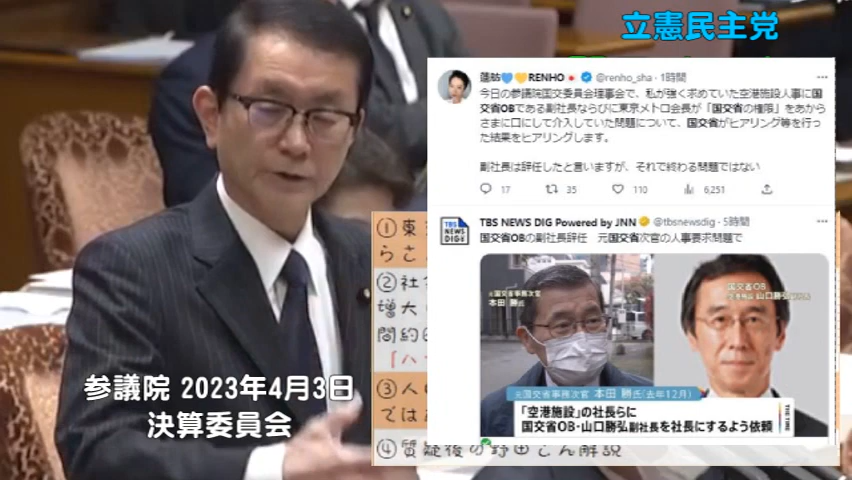 立憲民主党
蓮舫💙💛RENHO🇯🇵 @renho_sha・1時間
今日の参議院国交委員会理事会で、私が強く求めていた空港施設人事に国
交省OBである副社長ならびに東京メトロ会長が「国交省の権限」をあから
さまに口にして介入していた問題について、国交省がヒアリング等を行っ
た結果をヒアリングします。
副社長は辞任したと言いますが、それで終わる問題ではない
17 35 110 6,251
TBS NEWS DIG
TBS NEWS DIG Powered by JNN @tbsnewsdig・5時間
国交省OBの副社長辞任 元国交省次官の人事要求問題で
元国交省事務次官
本田 勝氏
国交省OB
空港施設 山口勝弘
元国交省事務次官 本田 勝氏(去年12月)
「空港施設」の社長らに
国交省OB・山口勝弘副社長を社長にするよう依頼
THE TIME
①東
らさ
②社
増大
問約6
「ハ
③人
では
④質疑後の野田さん解説
参議院 2023年4月3日
決算委員会